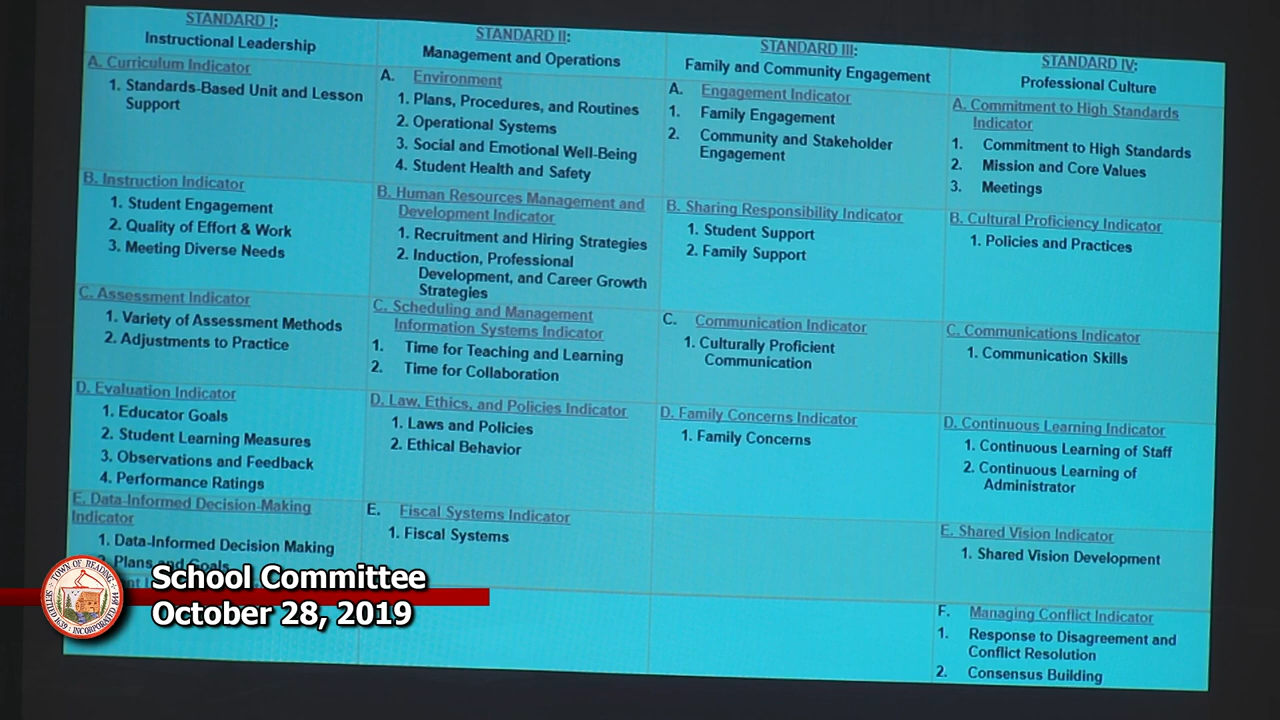 STANDARD I:
Instructional Leadership
A. Curriculum Indicator
1. Standards-Based Unit and Lesson
Support
B. Instruction Indicator
1. Student Engagement
2. Quality of Effort & Work
3. Meeting Diverse Needs
C. Assessment Indicator
1. Variety of Assessment Methods
2. Adjustments to Practice
D. Evaluation Indicator
1. Educator Goals
2. Student Learning Measures
3. Observations and Feedback
4. Performance Ratings
E. Data-Informed Decision-Making
Indicator
1. Data-Informed Decision Making
Plans and Goals
STANDARD II:
Management and Operations
A. Environment
1. Plans, Procedures, and Routines
2. Operational Systems
3. Social and Emotional Well-Being
4. Student Health and Safety
B. Human Resources Management and
Development Indicator
1. Recruitment and Hiring Strategies
2. Induction, Professional
Development, and Career Growth
Strategies
C. Scheduling and Management
Information Systems Indicator
1. Time for Teaching and Learning
2. Time for Collaboration
D. Law, Ethics, and Policies Indicator
1. Laws and Policies
2. Ethical Behavior
E. Fiscal Systems Indicator
1. Fiscal Systems
STANDARD III:
Family and Community Engagement
A. Engagement Indicator
1. Family Engagement
2. Community and Stakeholder
Engagement
B. Sharing Responsibility Indicator
1. Student Support
2. Family Support
C. Communication Indicator
1. Culturally Proficient
Communication
D. Family Concerns Indicator
1. Family Concerns
STANDARD IV:
Professional Culture
A. Commitment to High Standards
Indicator
1. Commitment to High Standards
2. Mission and Core Values
3. Meetings
B. Cultural Proficiency Indicator
1. Policies and Practices
C. Communications Indicator
1. Communication Skills
D. Continuous Learning Indicator
1. Continuous Learning of Staff
2. Continuous Learning of
Administrator
E. Shared Vision Indicator
1. Shared Vision Development
F. Managing Conflict Indicator
1. Response to Disagreement and
Conflict Resolution
2. Consensus Building
TOWN OF READING
SETTLED 1639 INCORPORATED 1644
School Committee
October 28, 2019